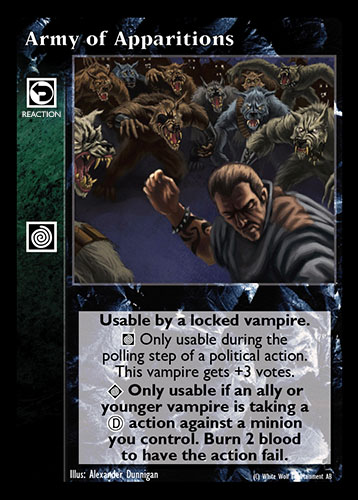 Army of Apparitions
REACTION
Usable by a locked vampire.
Only usable during the
polling step of a political action.
This vampire gets +3 votes.
Only usable if an ally or
younger vampire is taking a
Ⓓ action against a minion
you control. Burn 2 blood
to have the action fail.
Illus: Alexander Dunnigan
(C) White Wolf Entertainment AB